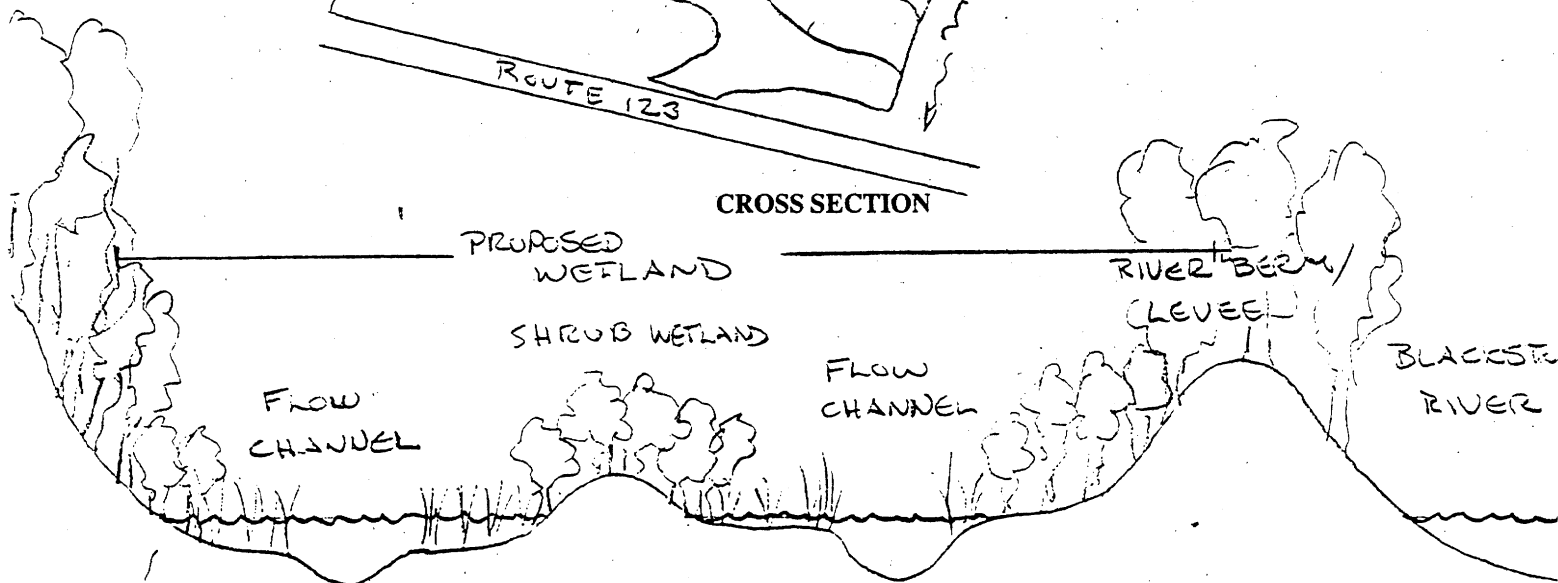 ROUTE 123
CROSS SECTION
PROPOSED
WETLAND
RIVER BERM/
LEVEE
SHRUB WETLAND
FLOW
CHANNEL
FLOW
CHANNEL
RIVER